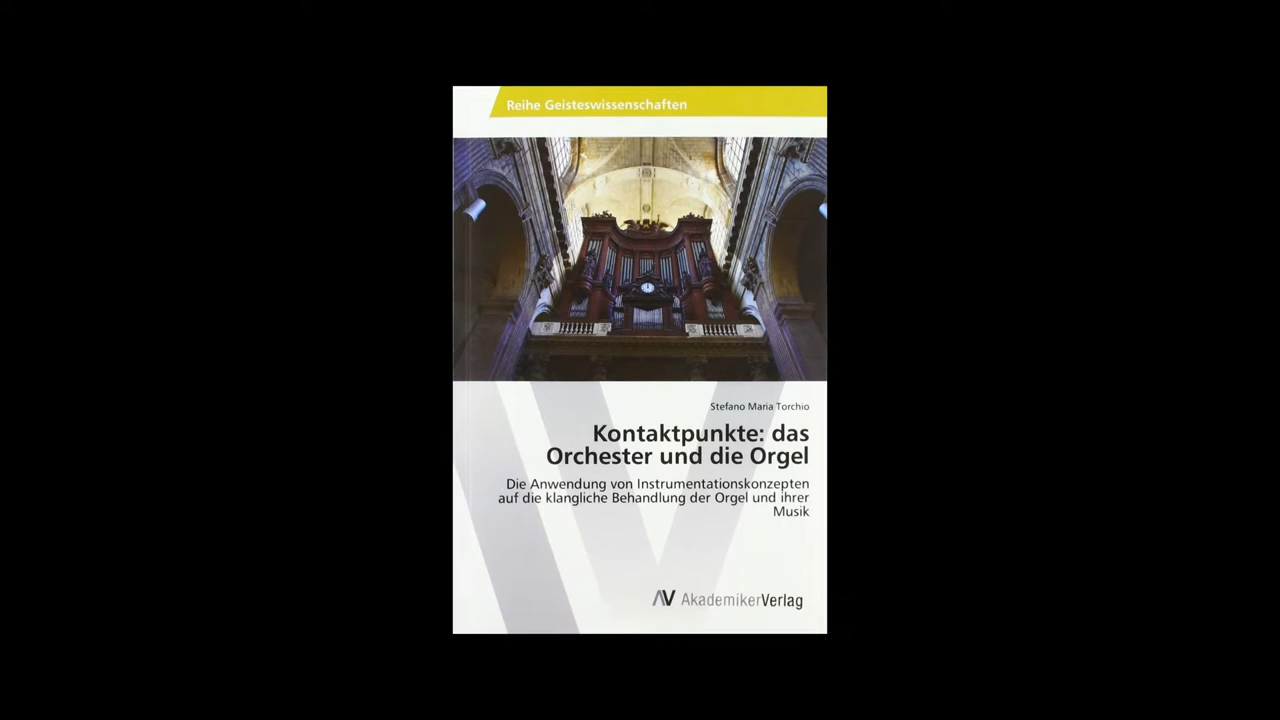 Reihe Geisteswissenschaften
Stefano Maria Torchio
Kontaktpunkte: das
Orchester und die Orgel
Die Anwendung von Instrumentationskonzepten
auf die klangliche Behandlung der Orgel und ihrer
Musik
AV AkademikerVerlag